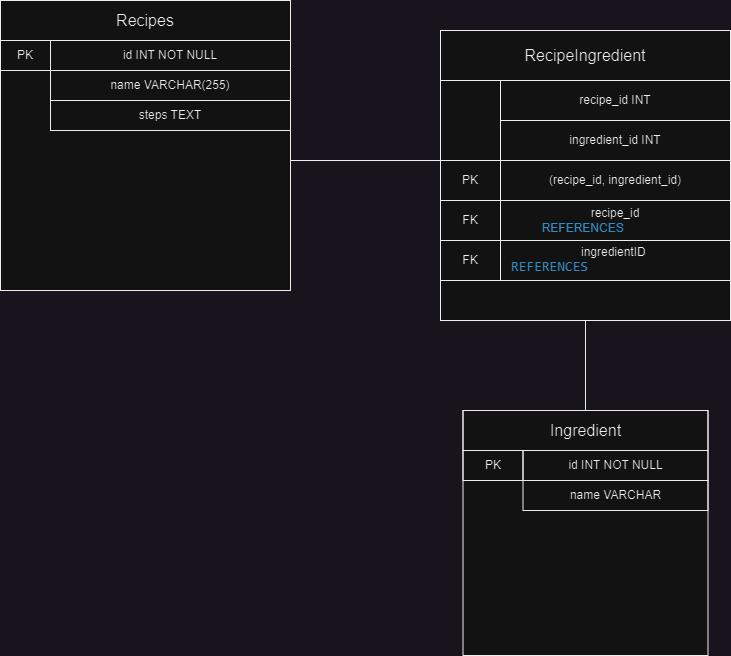 Recipes
PK
id INT NOT NULL
name VARCHAR(255)
steps TEXT
RecipeIngredient
recipe_id INT
ingredient_id INT
PK
(recipe_id, ingredient_id)
FK
recipe_id
REFERENCES
FK
ingredientID
REFERENCES
Ingredient
PK
id INT NOT NULL
name VARCHAR